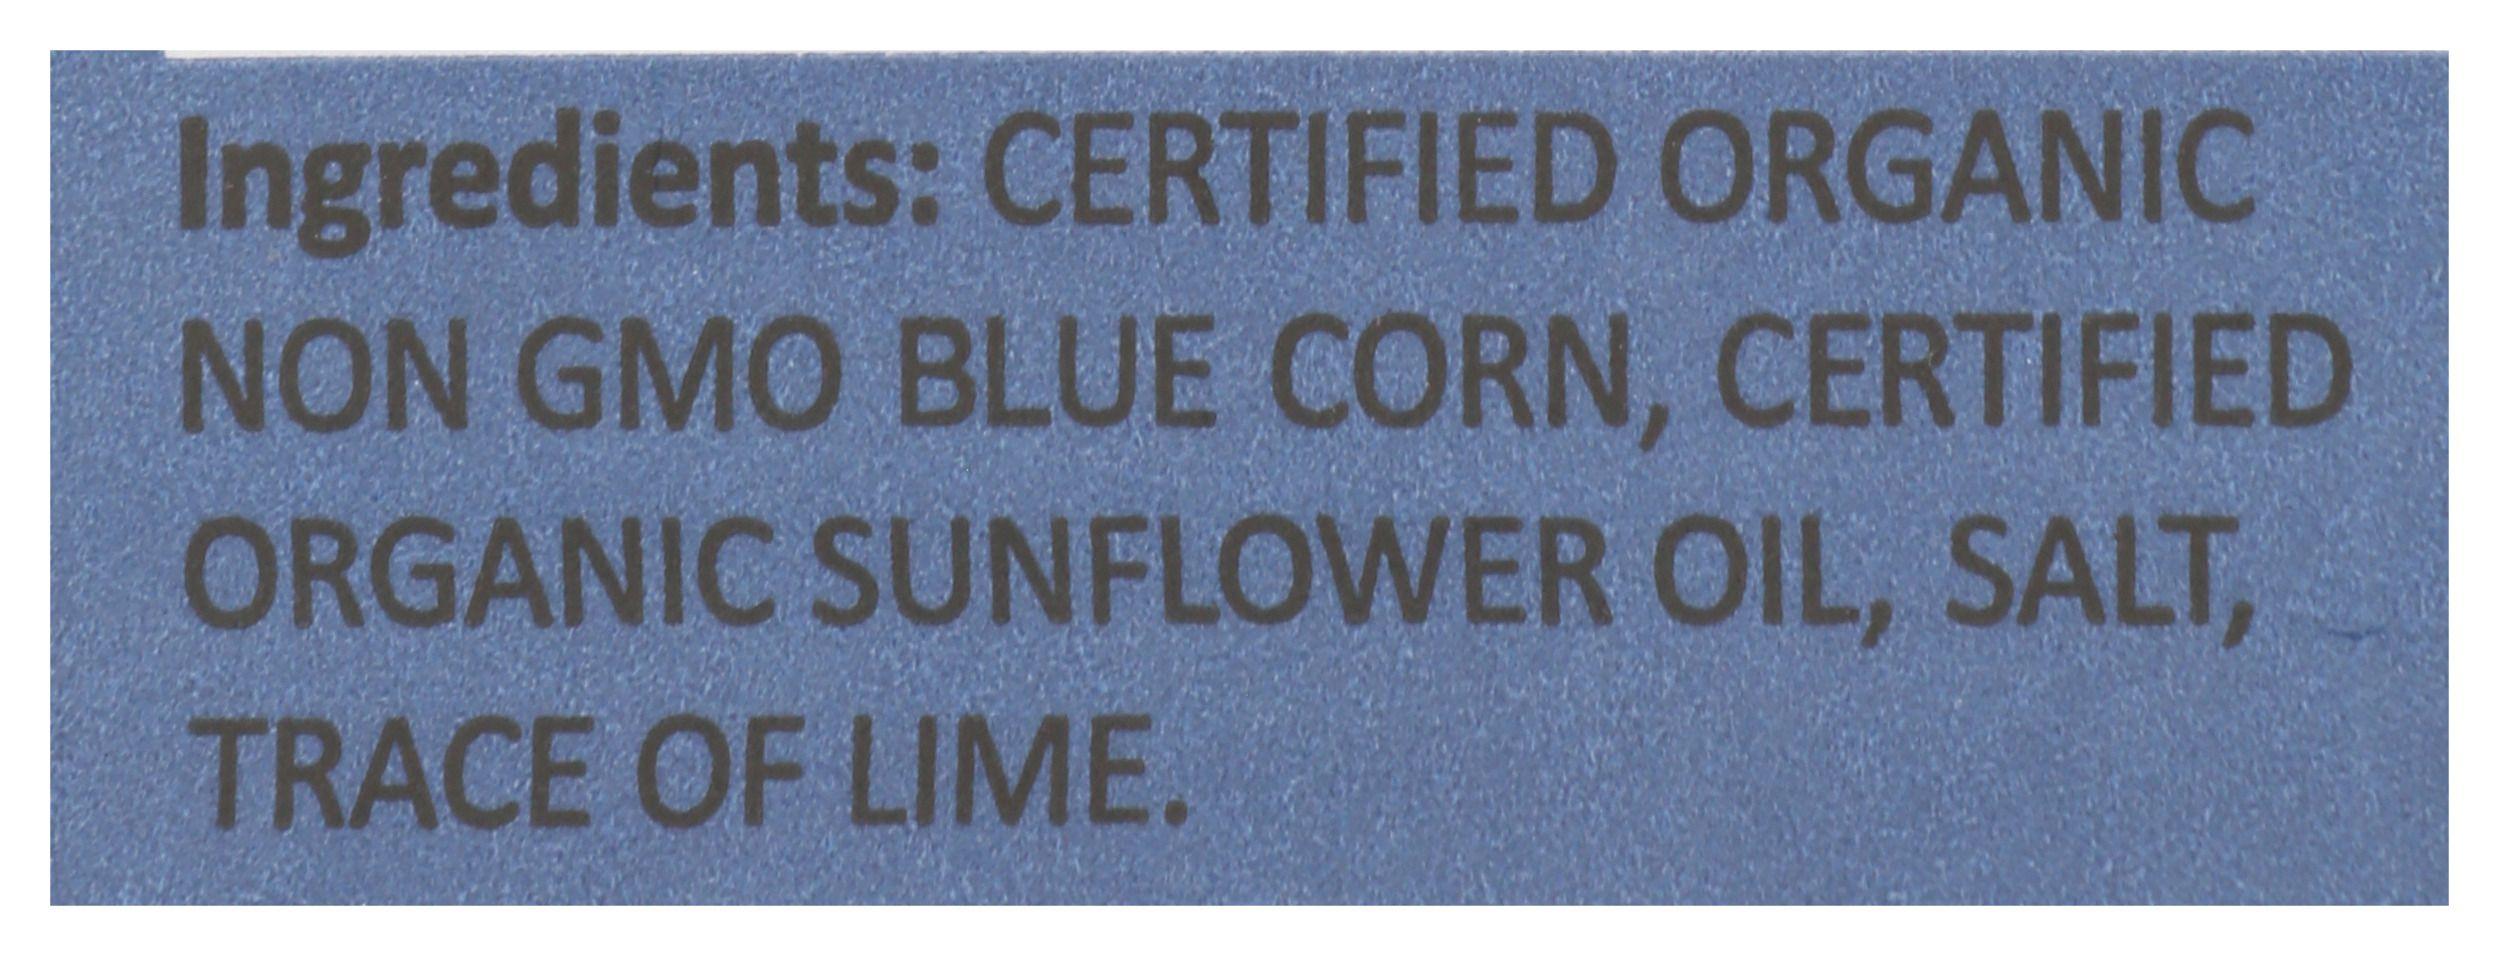 Ingredients: CERTIFIED ORGANIC
NON GMO BLUE CORN, CERTIFIED
ORGANIC SUNFLOWER OIL, SALT,
TRACE OF LIME.